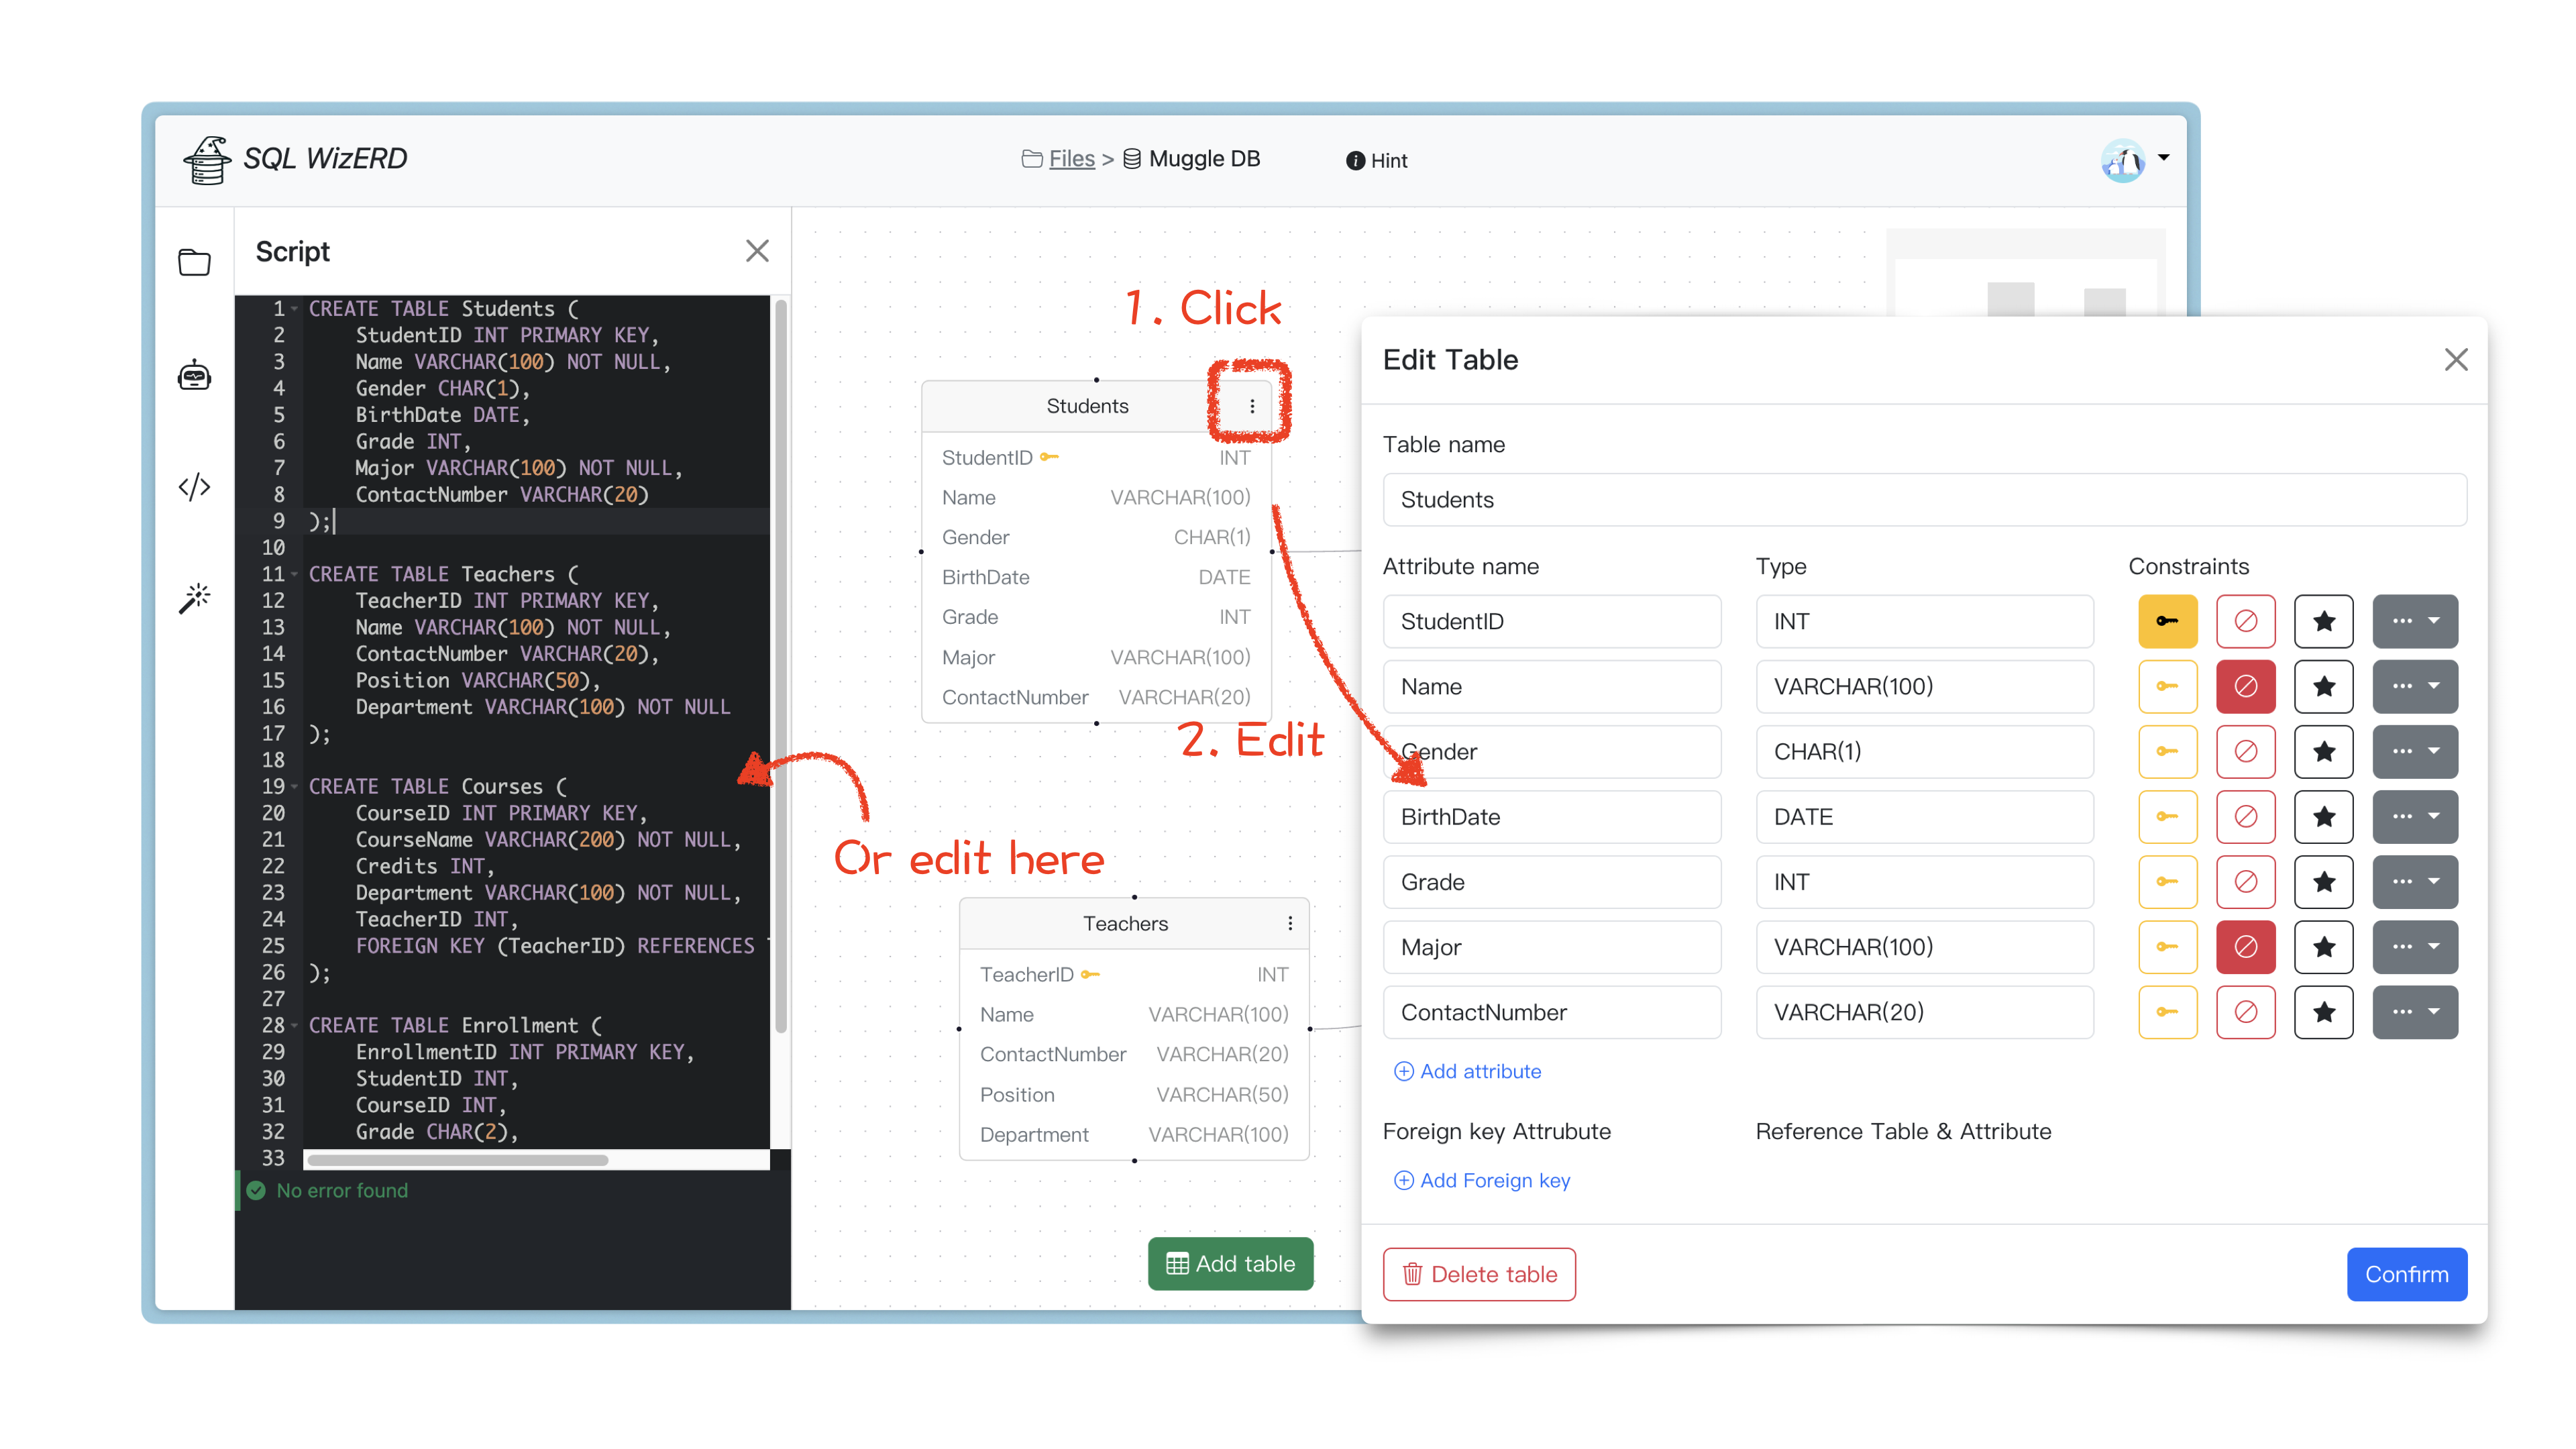 SQL WizERD
Files > Muggle DB
Hint
Script
1 CREATE TABLE Students (
2 StudentID INT PRIMARY KEY,
3 Name VARCHAR(100) NOT NULL,
4 Gender CHAR(1),
5 BirthDate DATE,
6 Grade INT,
7 Major VARCHAR(100) NOT NULL,
8 ContactNumber VARCHAR(20)
9 );
10
11 CREATE TABLE Teachers (
12 TeacherID INT PRIMARY KEY,
13 Name VARCHAR(100) NOT NULL,
14 ContactNumber VARCHAR(20),
15 Position VARCHAR(50),
16 Department VARCHAR(100) NOT NULL
17 );
18
19 CREATE TABLE Courses (
20 CourseID INT PRIMARY KEY,
21 CourseName VARCHAR(200) NOT NULL,
22 Credits INT,
23 Department VARCHAR(100) NOT NULL,
24 TeacherID INT,
25 FOREIGN KEY (TeacherID) REFERENCES
26 );
27
28 CREATE TABLE Enrollment (
29 EnrollmentID INT PRIMARY KEY,
30 StudentID INT,
31 CourseID INT,
32 Grade CHAR(2),
33
No error found
1. Click
Students
StudentID INT
Name VARCHAR(100)
Gender CHAR(1)
BirthDate DATE
Grade INT
Major VARCHAR(100)
ContactNumber VARCHAR(20)
2. Edit
Or edit here
Teachers
TeacherID INT
Name VARCHAR(100)
ContactNumber VARCHAR(20)
Position VARCHAR(50)
Department VARCHAR(100)
Add table
Edit Table
Table name
Students
Attribute name Type Constraints
StudentID INT
Name VARCHAR(100)
Gender CHAR(1)
BirthDate DATE
Grade INT
Major VARCHAR(100)
ContactNumber VARCHAR(20)
Add attribute
Foreign key Attrubute Reference Table & Attribute
Add Foreign key
Delete table
Confirm